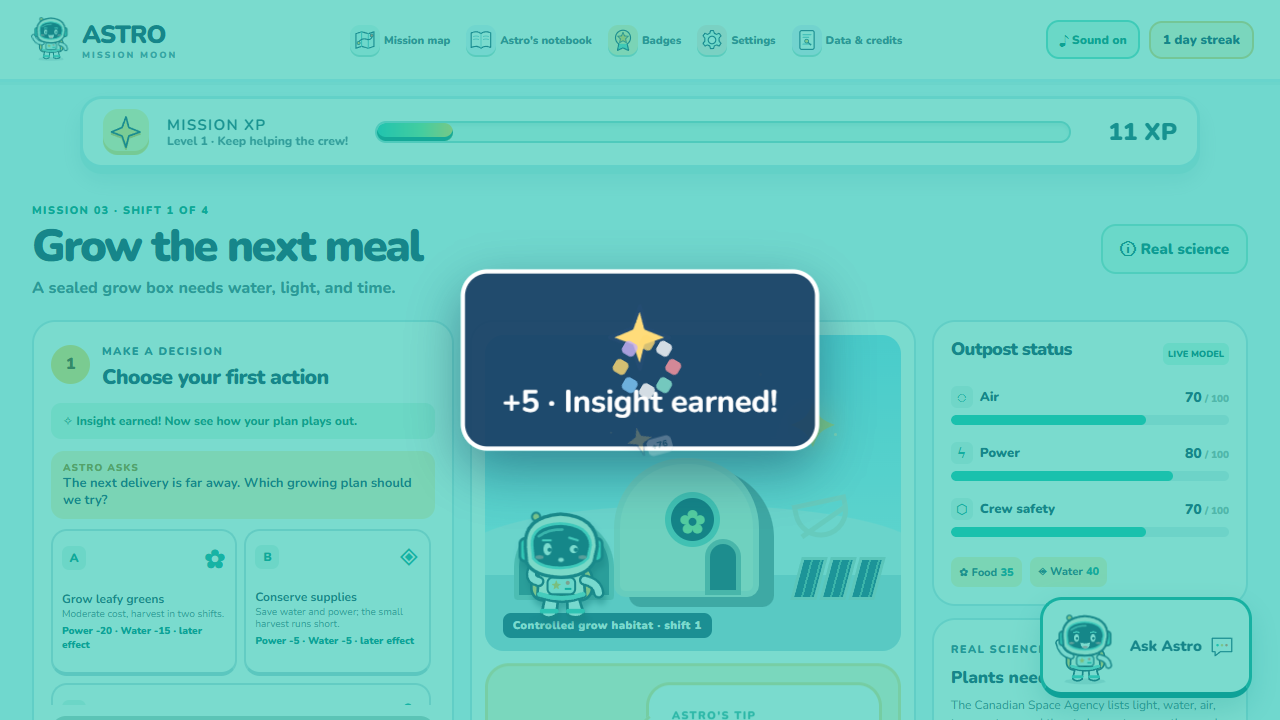 ASTRO
MISSION MOON
Mission map
Astro's notebook
Badges
Settings
Data & credits
Sound on
1 day streak
MISSION XP
Level 1 · Keep helping the crew!
11 XP
MISSION 03 · SHIFT 1 OF 4
Grow the next meal
A sealed grow box needs water, light, and time.
Real science
1
MAKE A DECISION
Choose your first action
Insight earned! Now see how your plan plays out.
ASTRO ASKS
The next delivery is far away. Which growing plan should
we try?
A
Grow leafy greens
Moderate cost, harvest in two shifts.
Power -20 · Water -15 · later
effect
B
Conserve supplies
Save water and power; the small
harvest runs short.
Power -5 · Water -5 · later effect
+5 · Insight earned!
Controlled grow habitat · shift 1
ASTRO'S TIP
Outpost status
LIVE MODEL
Air
70 / 100
Power
80 / 100
Crew safety
70 / 100
Food 35
Water 40
REAL SCIENC
Plants nee
The Canadian Space Agency lists light, water, air,
Ask Astro